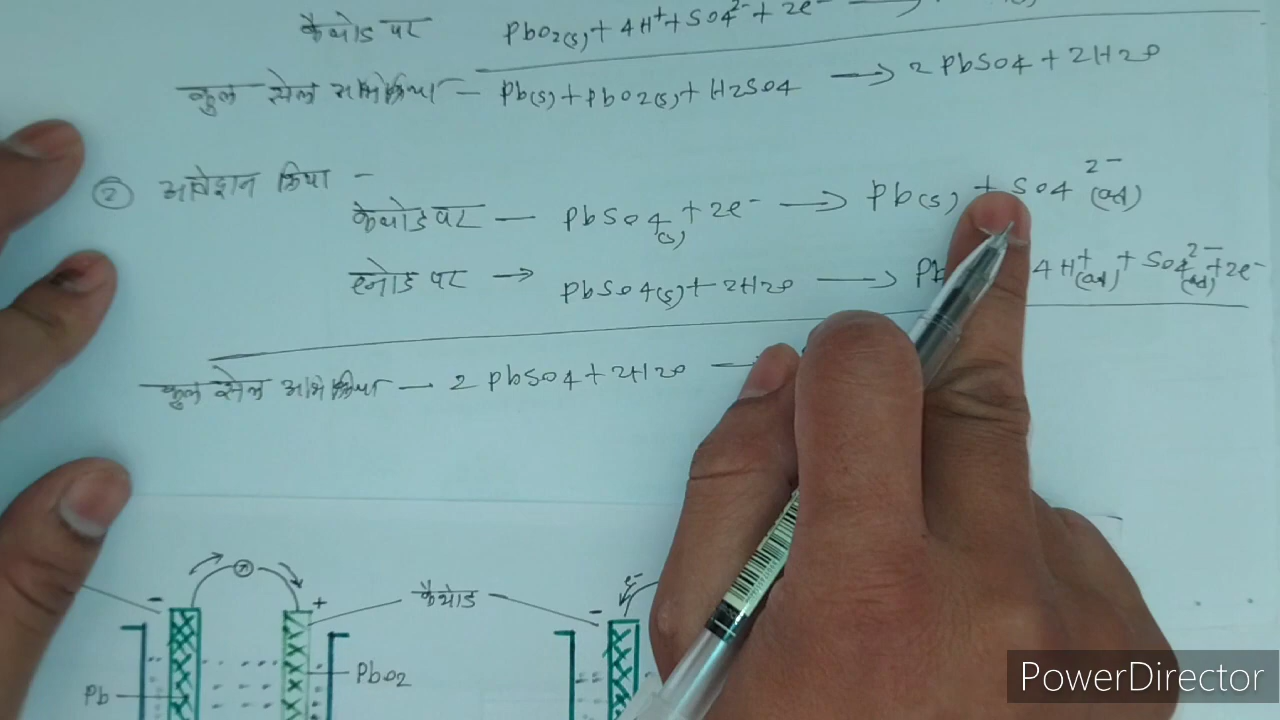 कैथोड पर PbO2(s) + 4H+ + SO4 2- + 2e- →
कुल सेल अभिक्रिया - Pb(s) + PbO2(s) + H2SO4 → 2PbSO4 + 2H2O
② आवेशन क्रिया -
कैथोड पर — PbSO4(s) + 2e- → Pb(s) + SO4 2- (aq)
एनोड पर → PbSO4(s) + 2H2O → Pb 4H+(aq) + SO4 2-(aq) + 2e-
कुल सेल अभिक्रिया — 2PbSO4 + 2H2O →
- + कैथोड - e-
Pb PbO2
PowerDirector